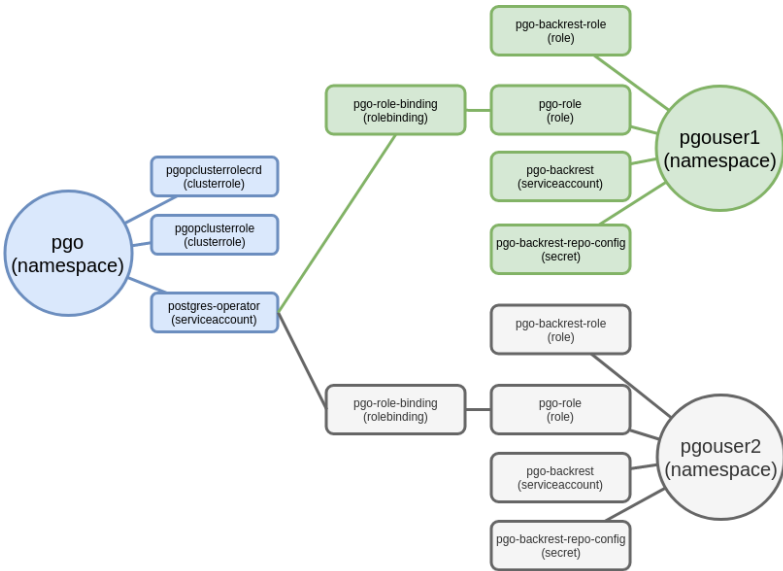 pgo-backrest-role
(role)
pgo-role-binding
(rolebinding)
pgo-role
(role)
pgouser1
(namespace)
pgopclusterrolecrd
(clusterrole)
pgo-backrest
(serviceaccount)
pgo
(namespace)
pgopclusterrole
(clusterrole)
pgo-backrest-repo-config
(secret)
postgres-operator
(serviceaccount)
pgo-backrest-role
(role)
pgo-role-binding
(rolebinding)
pgo-role
(role)
pgouser2
(namespace)
pgo-backrest
(serviceaccount)
pgo-backrest-repo-config
(secret)